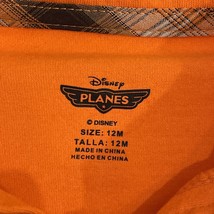 Disney
PLANES
© DISNEY
SIZE: 12M
TALLA: 12M
MADE IN CHINA
HECHO EN CHINA